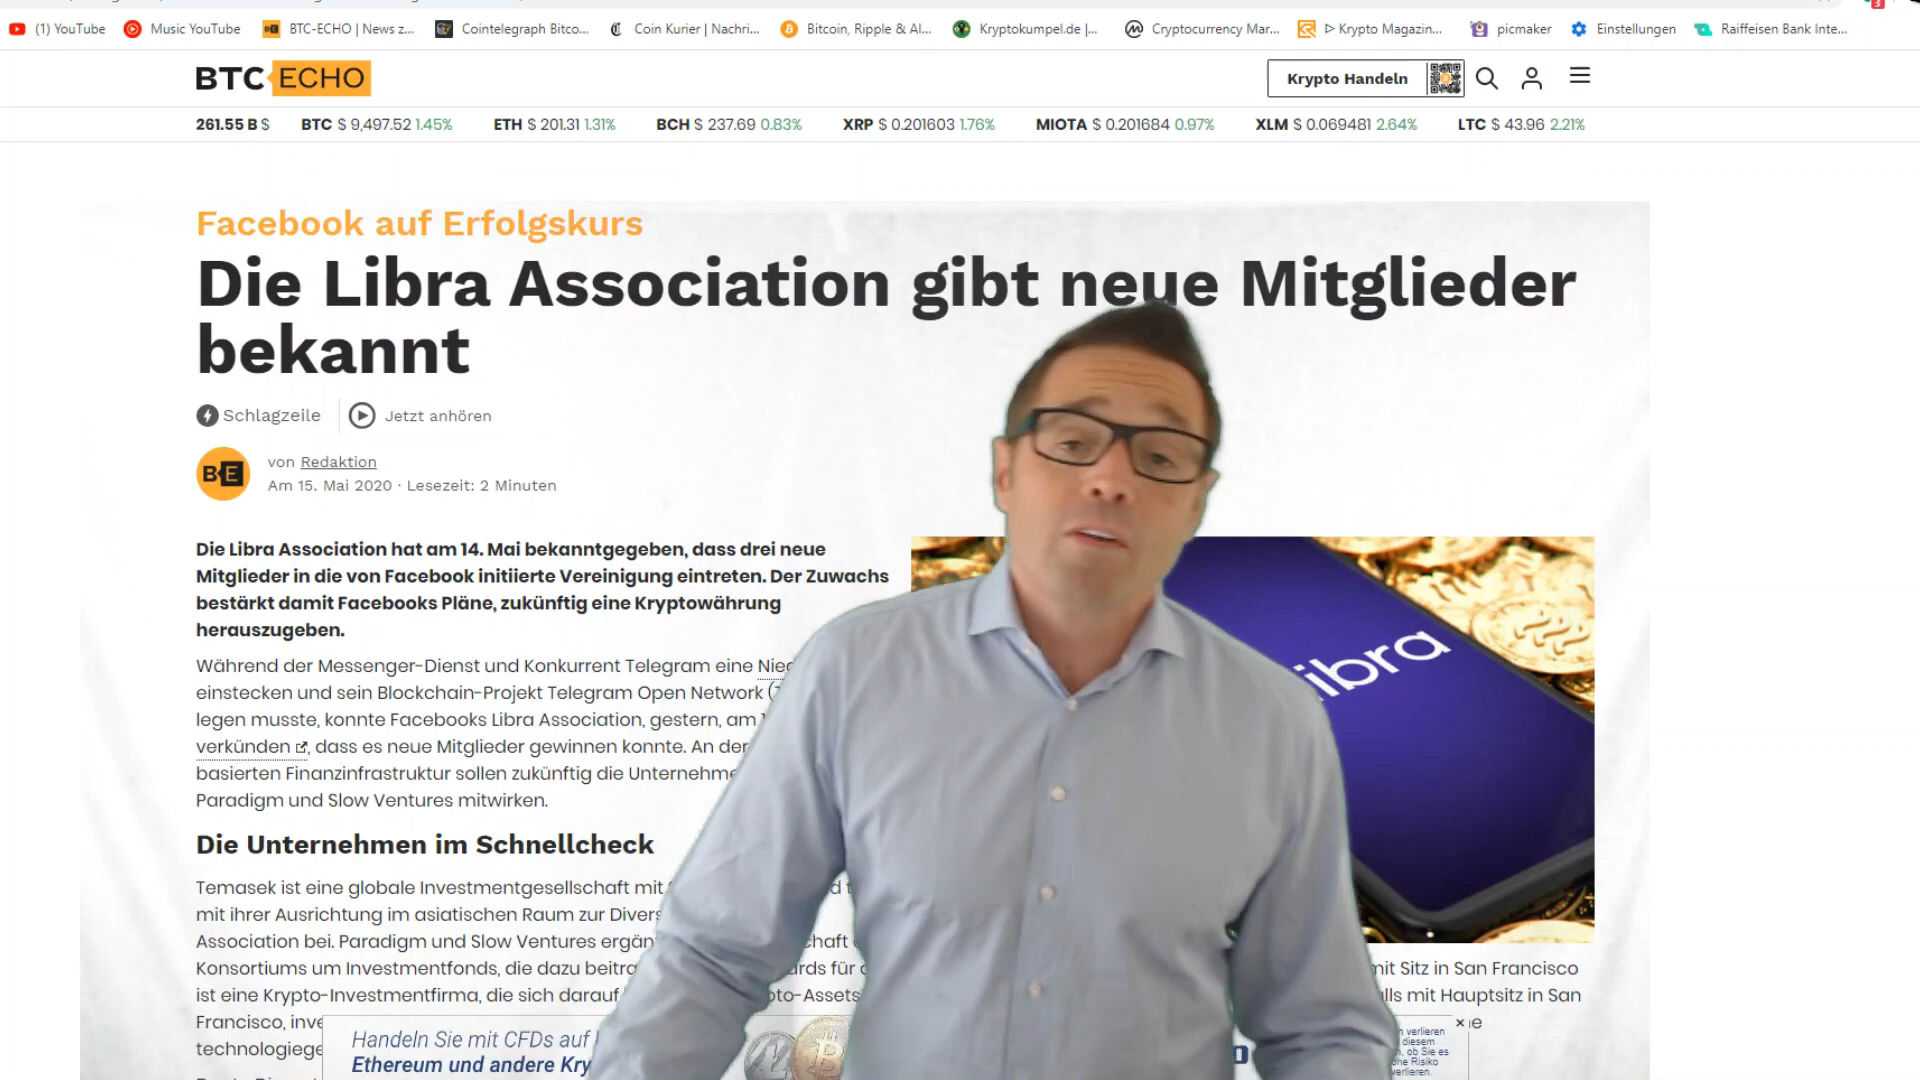 (1) YouTube
Music YouTube
BTC-ECHO | News z...
Cointelegraph Bitco...
Coin Kurier | Nachri...
Bitcoin, Ripple & Al...
Kryptokumpel.de |...
Cryptocurrency Mar...
Krypto Magazin...
picmaker
Einstellungen
Raiffeisen Bank Inte...
BTC ECHO
Krypto Handeln
261.55 B $ BTC $ 9,497.52 1.45% ETH $ 201.31 1.31% BCH $ 237.69 0.83% XRP $ 0.201603 1.76% MIOTA $ 0.201684 0.97% XLM $ 0.069481 2.64% LTC $ 43.96 2.21%
Facebook auf Erfolgskurs
Die Libra Association gibt neue Mitglieder
bekannt
Schlagzeile
Jetzt anhören
BE
von Redaktion
Am 15. Mai 2020 · Lesezeit: 2 Minuten
Die Libra Association hat am 14. Mai bekanntgegeben, dass drei neue
Mitglieder in die von Facebook initiierte Vereinigung eintreten. Der Zuwachs
bestärkt damit Facebooks Pläne, zukünftig eine Kryptowährung
herauszugeben.
Während der Messenger-Dienst und Konkurrent Telegram eine
einstecken und sein Blockchain-Projekt Telegram Open Network
legen musste, konnte Facebooks Libra Association, gestern, am
verkünden, dass es neue Mitglieder gewinnen konnte. An der
basierten Finanzinfrastruktur sollen zukünftig die
Paradigm und Slow Ventures mitwirken.
libra
Die Unternehmen im Schnellcheck
Temasek ist eine globale Investmentgesellschaft mit
mit ihrer Ausrichtung im asiatischen Raum zur
Association bei. Paradigm und Slow Ventures
Konsortiums um Investmentfonds, die dazu für mit Sitz in San Francisco
ist eine Krypto-Investmentfirma, die sich darauf mit Hauptsitz in San
Francisco,
Handeln Sie mit CFDs auf
Ethereum und andere
verlieren
diesem
, ob Sie es
Risiko
verlieren.